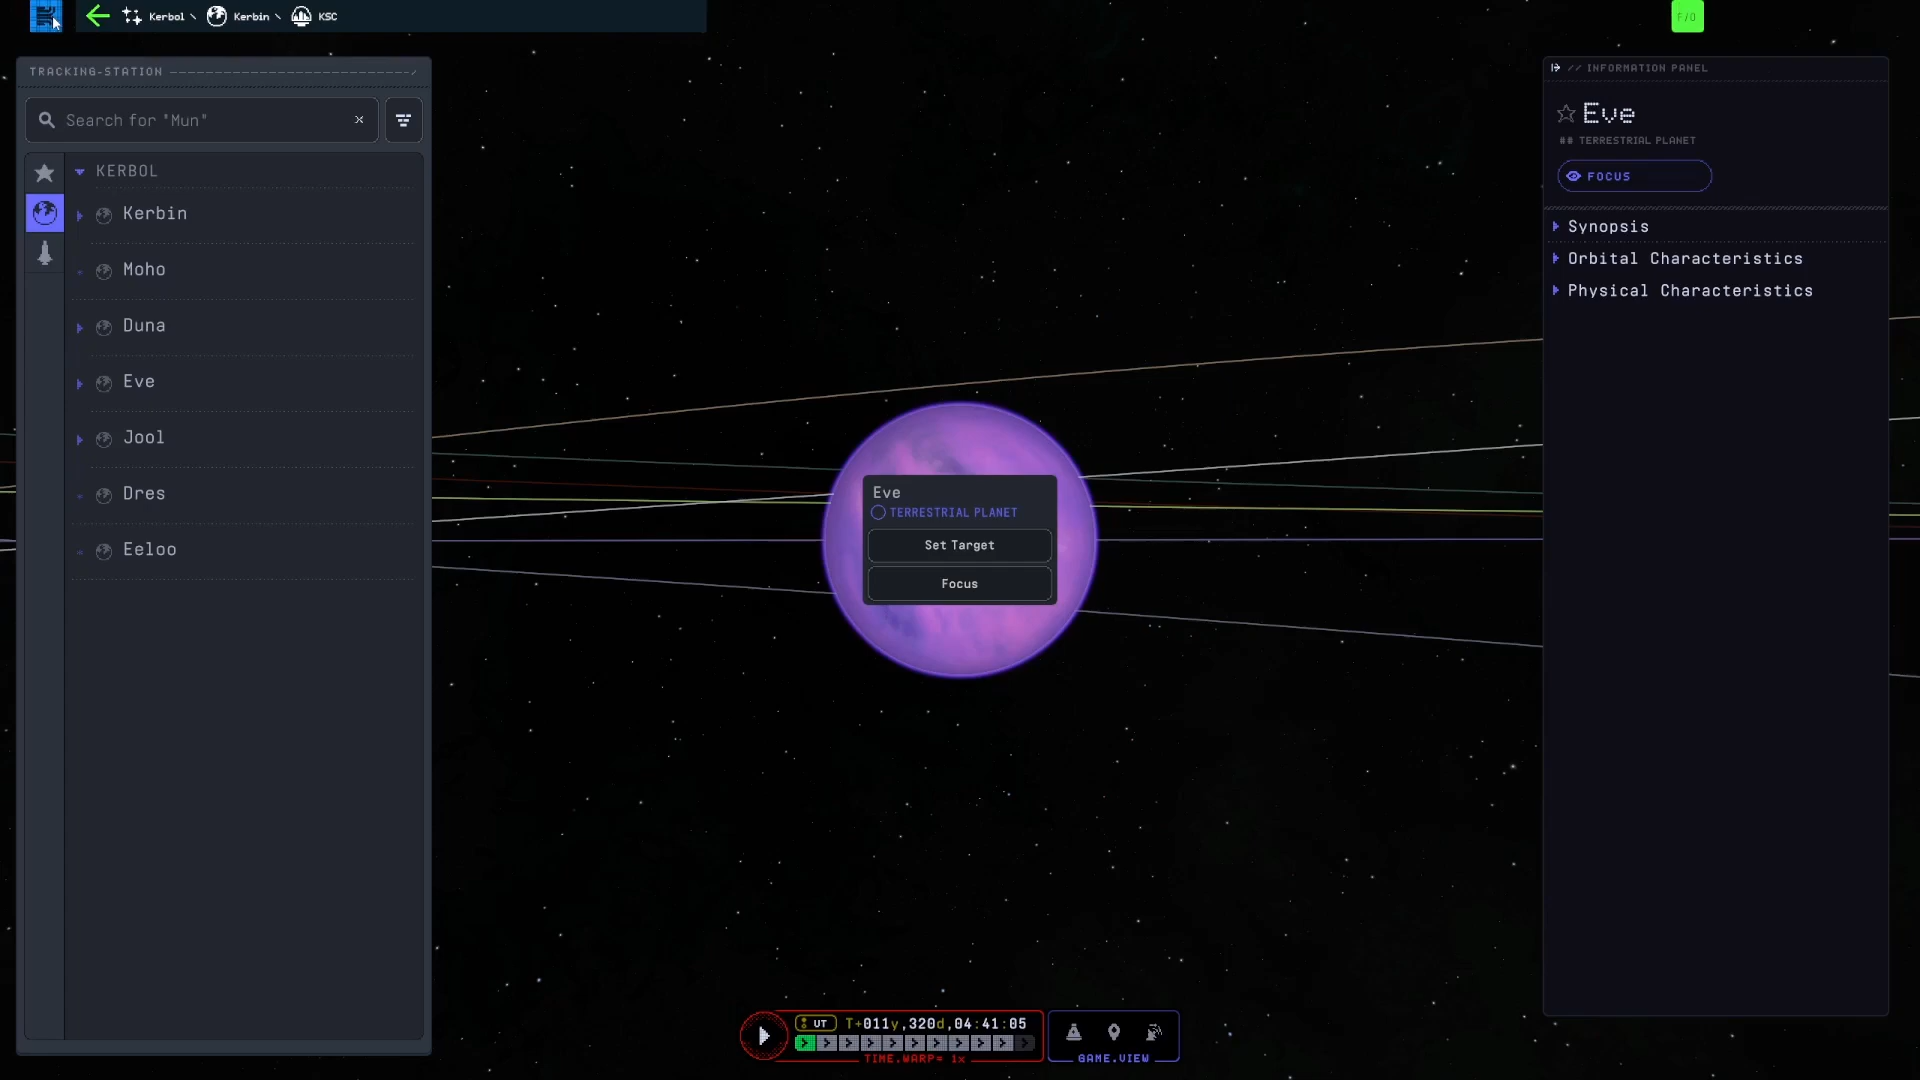 Kerbol
Kerbin
KSC
F/O
TRACKING-STATION
Search for "Mun"
KERBOL
Kerbin
Moho
Duna
Eve
Jool
Dres
Eeloo
Eve
TERRESTRIAL PLANET
Set Target
Focus
// INFORMATION PANEL
Eve
## TERRESTRIAL PLANET
FOCUS
Synopsis
Orbital Characteristics
Physical Characteristics
UT T+011y,320d,04:41:05
TIME.WARP= 1x
GAME.VIEW